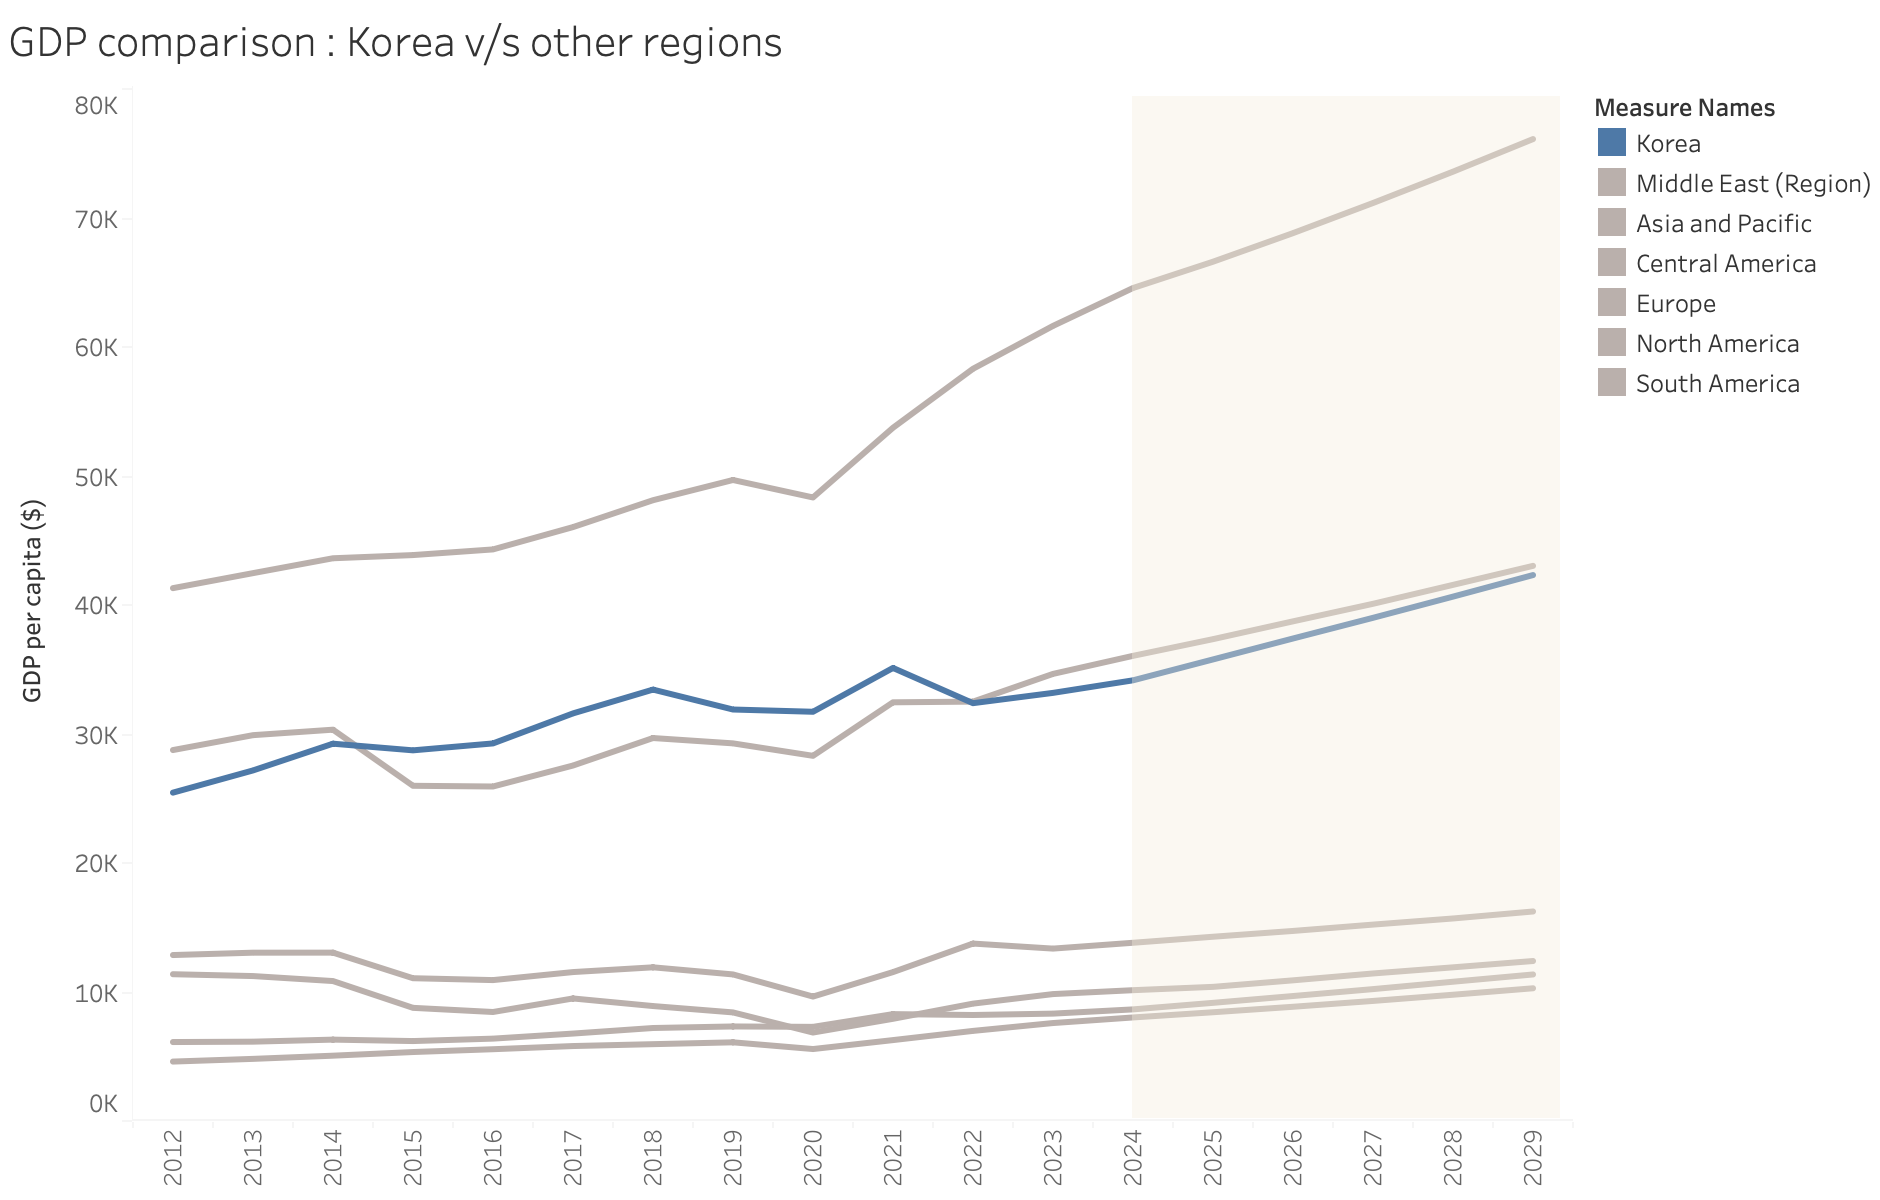 GDP comparison : Korea v/s other regions
80K
70K
60K
50K
40K
30K
20K
10K
0K
GDP per capita ($)
2012
2013
2014
2015
2016
2017
2018
2019
2020
2021
2022
2023
2024
2025
2026
2027
2028
2029
Measure Names
Korea
Middle East (Region)
Asia and Pacific
Central America
Europe
North America
South America